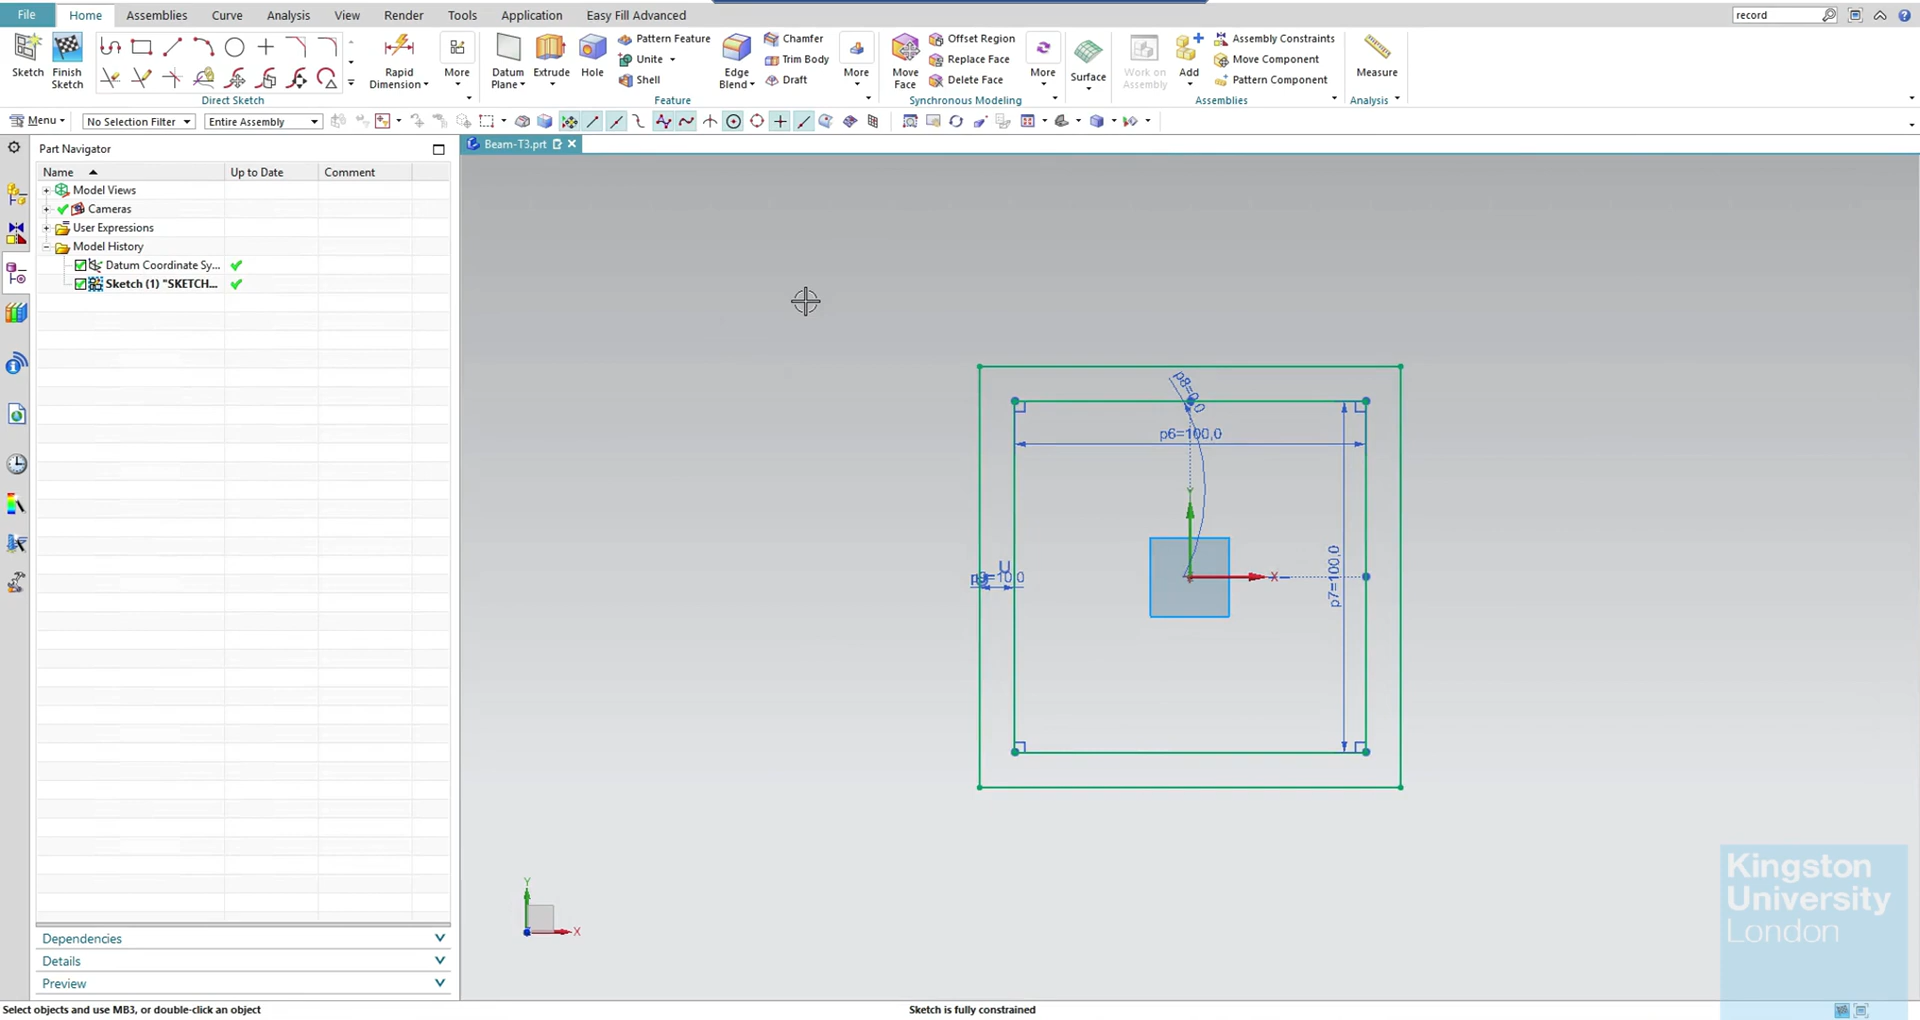 File Home Assemblies Curve Analysis View Render Tools Application Easy Fill Advanced record
Sketch Finish Sketch Rapid Dimension More Datum Plane Extrude Hole Pattern Feature Unite Shell Edge Blend Chamfer Trim Body Draft More Move Face Offset Region Replace Face Delete Face More Surface Work on Assembly Add Assembly Constraints Move Component Pattern Component Measure
Direct Sketch Feature Synchronous Modeling Assemblies Analysis
Menu No Selection Filter Entire Assembly
Part Navigator Beam-T3.prt
Name Up to Date Comment
Model Views
Cameras
User Expressions
Model History
Datum Coordinate Sy...
Sketch (1) "SKETCH...
p8=0,0
p6=100,0
Y
X
U
p7=100,0
Y
X
Dependencies
Details
Preview
Select objects and use MB3, or double-click an object Sketch is fully constrained
Kingston
University
London